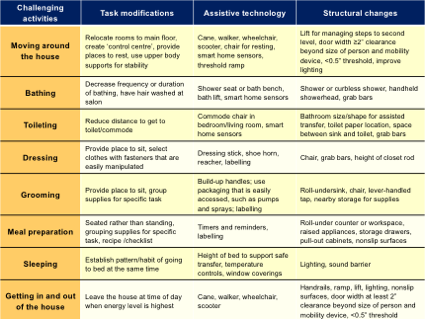 Challenging activities
Task modifications
Assistive technology
Structural changes
Moving around the house
Relocate rooms to main floor,
create 'control centre', provide
places to rest, use upper body
supports for stability
Cane, walker, wheelchair,
scooter, chair for resting,
smart home sensors,
threshold ramp
Lift for managing steps to second
level, door width ≥2" clearance
beyond size of person and mobility
device, <0.5" threshold, improve
lighting
Bathing
Decrease frequency or duration
of bathing, have hair washed at
salon
Shower seat or bath bench,
bath lift, smart home sensors
Shower or curbless shower, handheld
showerhead, grab bars
Toileting
Reduce distance to get to
toilet/commode
Commode chair in
bedroom/living room, smart
home sensors
Bathroom size/shape for assisted
transfer, toilet paper location, space
between sink and toilet, grab bars
Dressing
Provide place to sit, select
clothes with fasteners that are
easily manipulated
Dressing stick, shoe horn,
reacher, labelling
Chair, grab bars, height of closet rod
Grooming
Provide place to sit, group
supplies for specific task
Build-up handles; use
packaging that is easily
accessed, such as pumps
and sprays; labelling
Roll-undersink, chair, lever-handled
tap, nearby storage for supplies
Meal preparation
Seated rather than standing,
grouping supplies for specific
task, recipe /checklist
Timers and reminders,
labelling
Roll-under counter or workspace,
raised appliances, storage drawers,
pull-out cabinets, nonslip surfaces
Sleeping
Establish pattern/habit of going
to bed at the same time
Height of bed to support safe
transfer, temperature
controls, window coverings
Lighting, sound barrier
Getting in and out
of the house
Leave the house at time of day
when energy level is highest
Cane, walker, wheelchair,
scooter
Handrails, ramp, lift, lighting, nonslip
surfaces, door width at least 2"
clearance beyond size of person and
mobility device, <0.5" threshold